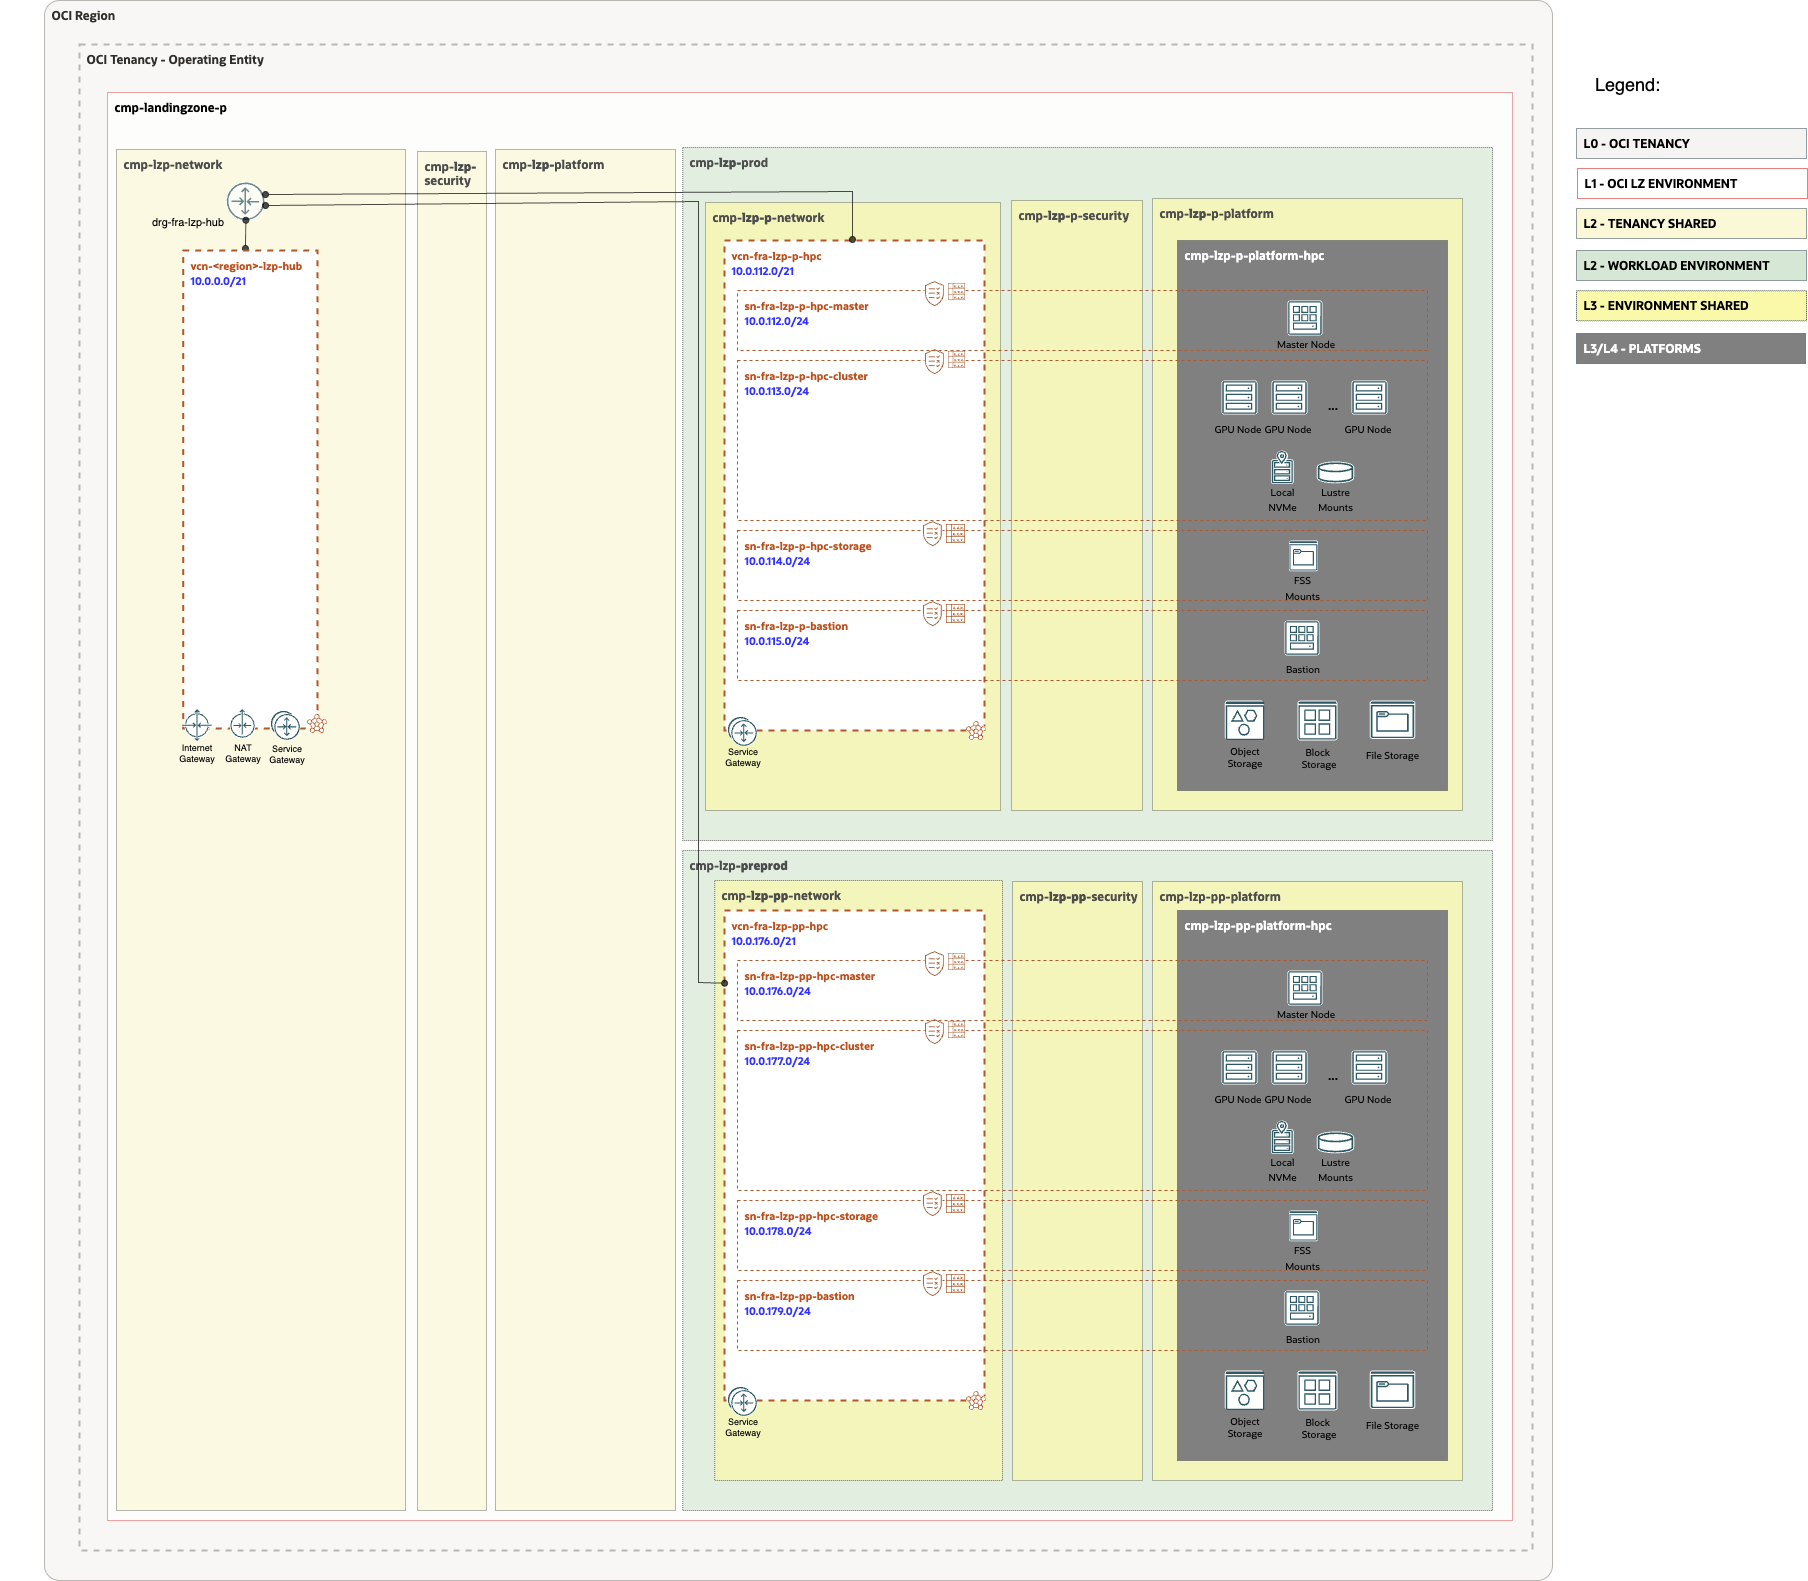 OCI Region
OCI Tenancy - Operating Entity
cmp-landingzone-p
cmp-lzp-network
drg-fra-lzp-hub
vcn-<region>-lzp-hub
10.0.0.0/21
Internet
Gateway
NAT
Gateway
Service
Gateway
cmp-lzp-
security
cmp-lzp-platform
cmp-lzp-prod
cmp-lzp-p-network
vcn-fra-lzp-p-hpc
10.0.112.0/21
sn-fra-lzp-p-hpc-master
10.0.112.0/24
sn-fra-lzp-p-hpc-cluster
10.0.113.0/24
sn-fra-lzp-p-hpc-storage
10.0.114.0/24
sn-fra-lzp-p-bastion
10.0.115.0/24
Service
Gateway
cmp-lzp-p-security
cmp-lzp-p-platform
cmp-lzp-p-platform-hpc
Master Node
GPU Node GPU Node ... GPU Node
Local
NVMe
Lustre
Mounts
FSS
Mounts
Bastion
Object
Storage
Block
Storage
File Storage
cmp-lzp-preprod
cmp-lzp-pp-network
vcn-fra-lzp-pp-hpc
10.0.176.0/21
sn-fra-lzp-pp-hpc-master
10.0.176.0/24
sn-fra-lzp-pp-hpc-cluster
10.0.177.0/24
sn-fra-lzp-pp-hpc-storage
10.0.178.0/24
sn-fra-lzp-pp-bastion
10.0.179.0/24
Service
Gateway
cmp-lzp-pp-security
cmp-lzp-pp-platform
cmp-lzp-pp-platform-hpc
Master Node
GPU Node GPU Node ... GPU Node
Local
NVMe
Lustre
Mounts
FSS
Mounts
Bastion
Object
Storage
Block
Storage
File Storage
Legend:
L0 - OCI TENANCY
L1 - OCI LZ ENVIRONMENT
L2 - TENANCY SHARED
L2 - WORKLOAD ENVIRONMENT
L3 - ENVIRONMENT SHARED
L3/L4 - PLATFORMS